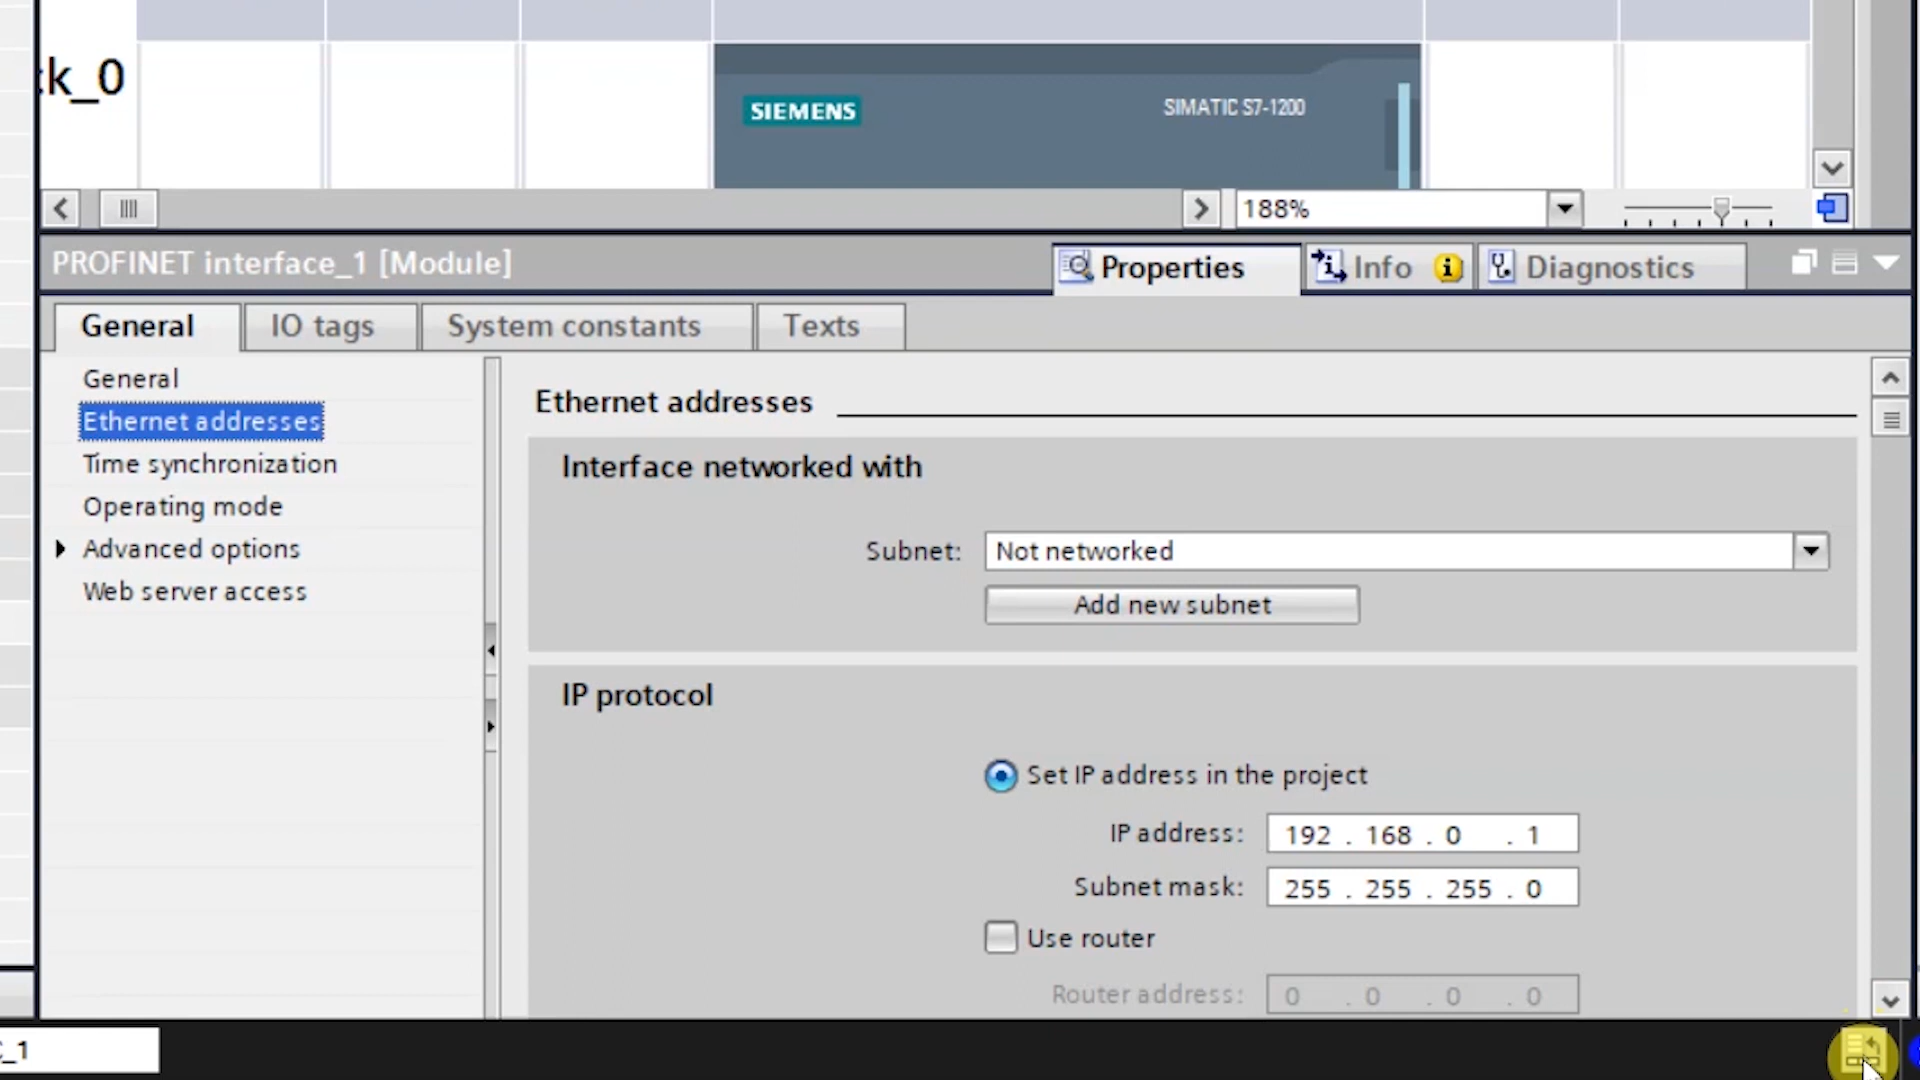 ck_0
SIEMENS
SIMATIC S7-1200
188%
PROFINET interface_1 [Module]
Properties
Info
Diagnostics
General
IO tags
System constants
Texts
General
Ethernet addresses
Time synchronization
Operating mode
Advanced options
Web server access
Ethernet addresses
Interface networked with
Subnet: Not networked
Add new subnet
IP protocol
Set IP address in the project
IP address: 192 . 168 . 0 . 1
Subnet mask: 255 . 255 . 255 . 0
Use router
Router address: 0 . 0 . 0 . 0
_1